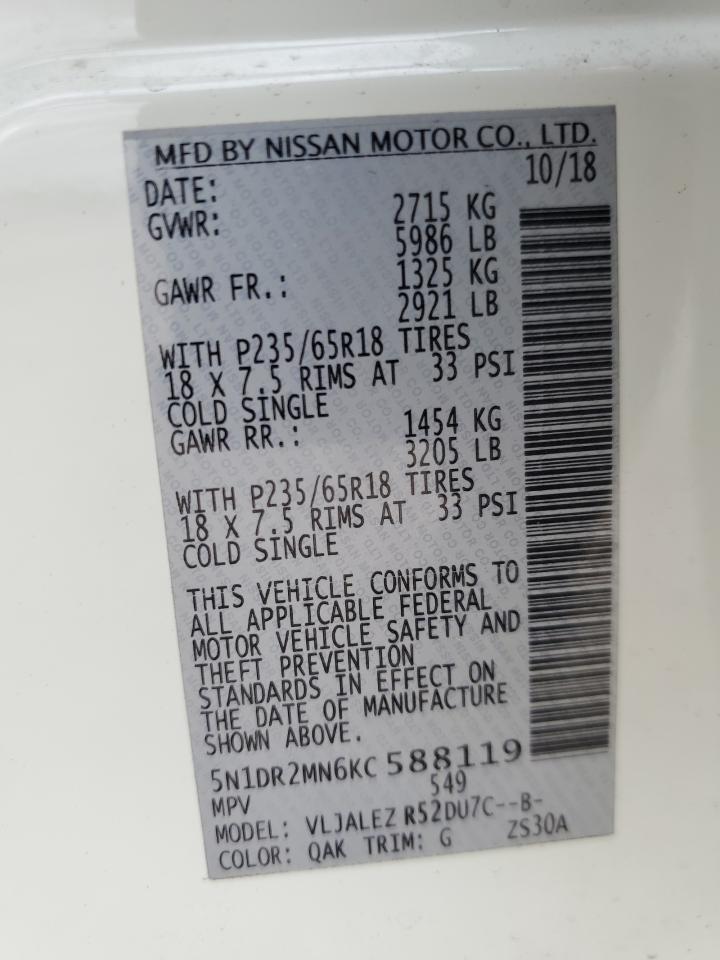 MFD BY NISSAN MOTOR CO., LTD.
DATE: 10/18
GVWR: 2715 KG
5986 LB
GAWR FR.: 1325 KG
2921 LB
WITH P235/65R18 TIRES
18 X 7.5 RIMS AT 33 PSI
COLD SINGLE
GAWR RR.: 1454 KG
3205 LB
WITH P235/65R18 TIRES
18 X 7.5 RIMS AT 33 PSI
COLD SINGLE
THIS VEHICLE CONFORMS TO
ALL APPLICABLE FEDERAL
MOTOR VEHICLE SAFETY AND
THEFT PREVENTION
STANDARDS IN EFFECT ON
THE DATE OF MANUFACTURE
SHOWN ABOVE.
5N1DR2MN6KC 588119
MPV 549
MODEL: VLJALEZ R52DU7C--B-
COLOR: QAK TRIM: G ZS30A